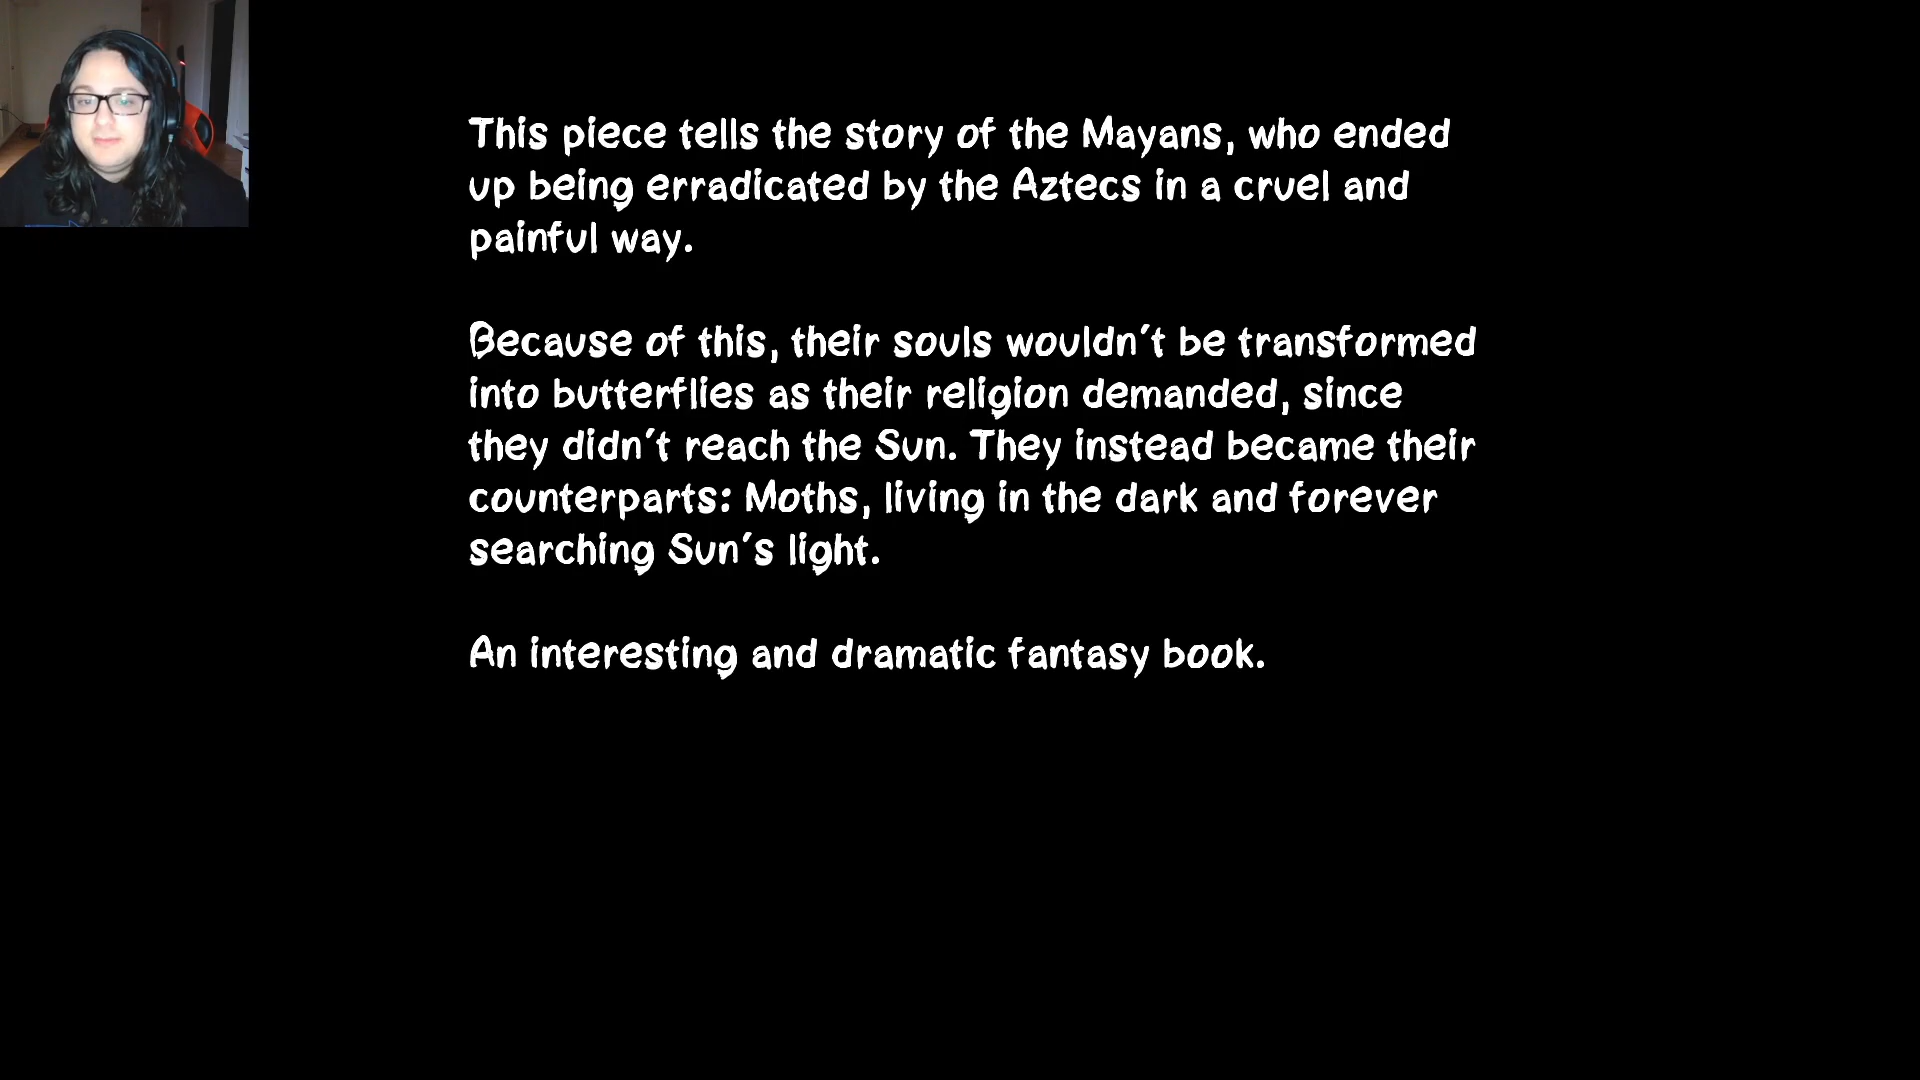 This piece tells the story of the Mayans, who ended
up being erradicated by the Aztecs in a cruel and
painful way.
Because of this, their souls wouldn't be transformed
into butterflies as their religion demanded, since
they didn't reach the Sun. They instead became their
counterparts: Moths, living in the dark and forever
searching Sun's light.
An interesting and dramatic fantasy book.